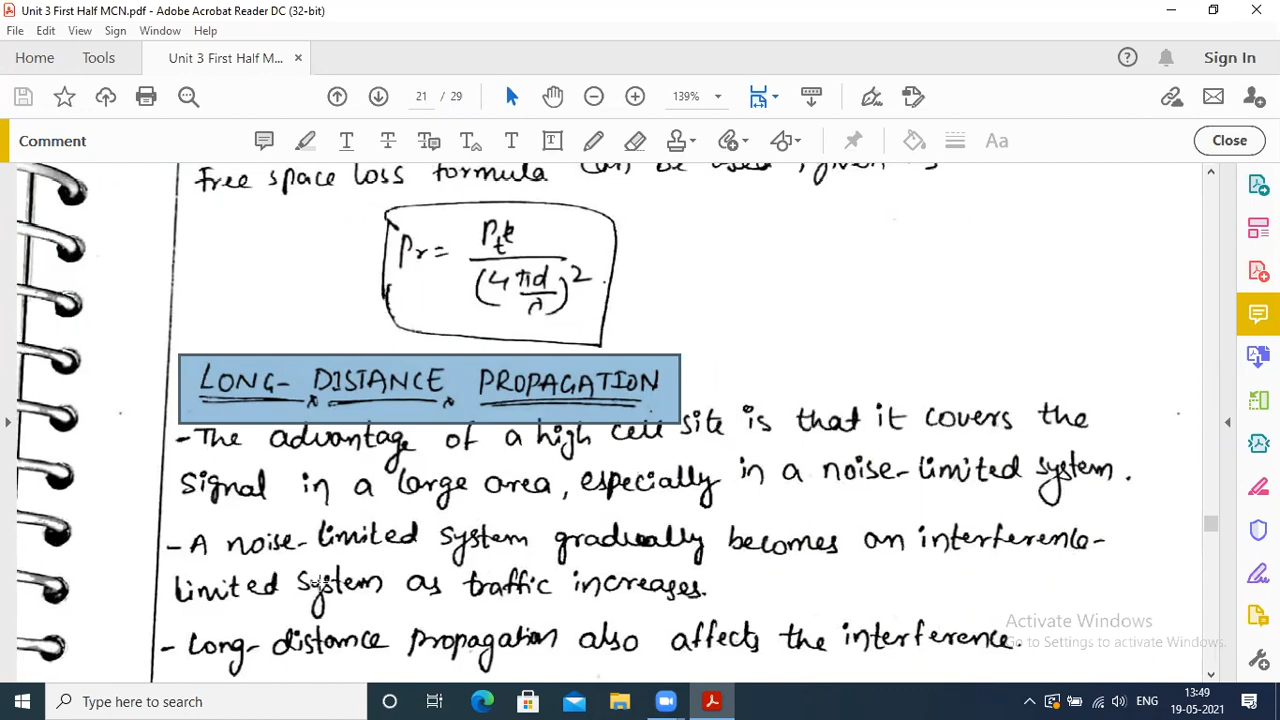 Unit 3 First Half MCN.pdf - Adobe Acrobat Reader DC (32-bit)
File Edit View Sign Window Help
Home Tools Unit 3 First Half M... × Sign In
21 / 29 139%
Comment Close
Free space loss formula can be used, given
Pr = Pt / (4πd/λ)²
LONG-DISTANCE PROPAGATION
- The advantage of a high cell site is that it covers the
signal in a large area, especially in a noise-limited system.
- A noise-limited system gradually becomes an interference-
limited system as traffic increases.
- Long-distance propagation also affects the interference.
Activate Windows
Go to Settings to activate Windows.
Type here to search
ENG
13:49
19-05-2021